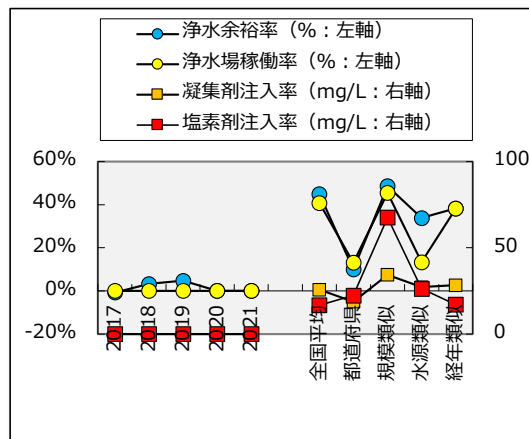 浄水余裕率（%：左軸）
浄水場稼働率（%：左軸）
凝集剤注入率（mg/L：右軸）
塩素剤注入率（mg/L：右軸）
60%
40%
20%
0%
-20%
100
50
0
2017
2018
2019
2020
2021
全国平均
都道府県
規模類似
水源類似
経年類似